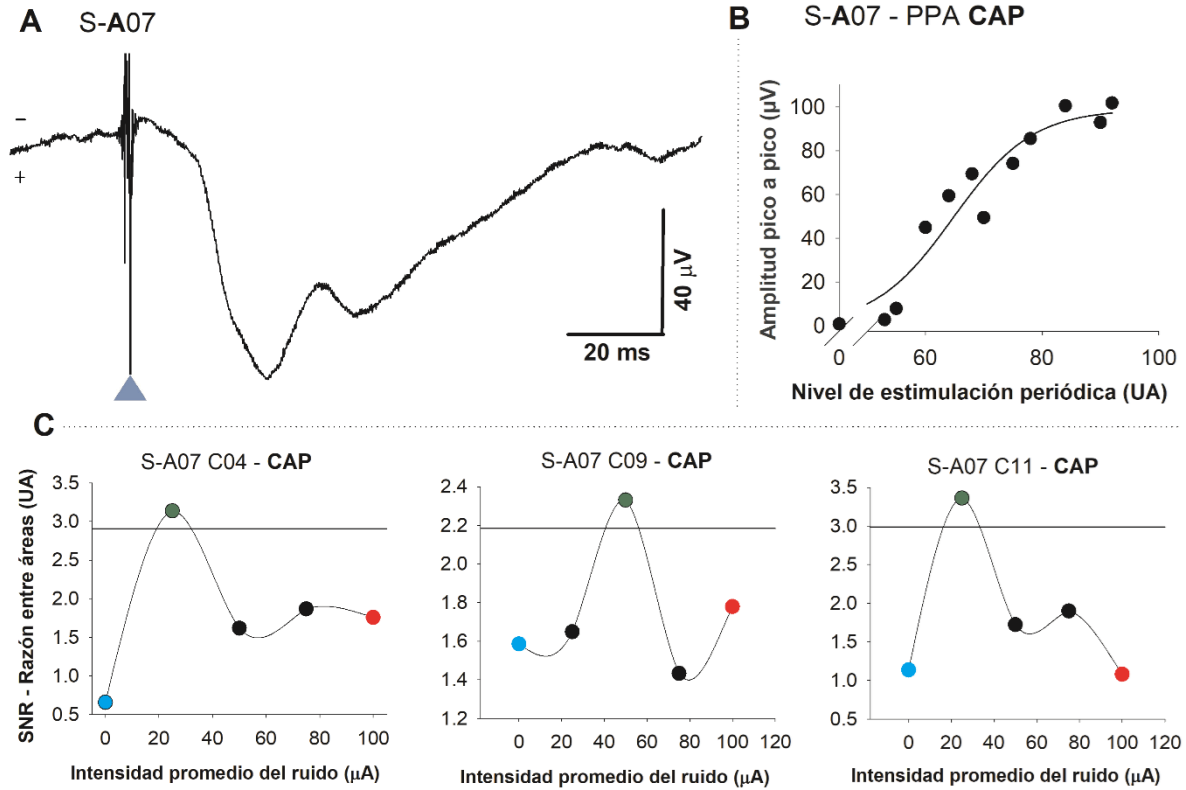 A
S-A07
−
+
40 μV
20 ms
B
S-A07 - PPA CAP
Amplitud pico a pico (μV)
100
80
60
40
20
0
0
60
80
100
Nivel de estimulación periódica (UA)
C
SNR - Razón entre áreas (UA)
S-A07 C04 - CAP
3.5
3.0
2.5
2.0
1.5
1.0
0.5
0 20 40 60 80 100
Intensidad promedio del ruido (μA)
S-A07 C09 - CAP
2.4
2.2
2.0
1.8
1.6
1.4
1.2
0 20 40 60 80 100 120
Intensidad promedio del ruido (μA)
S-A07 C11 - CAP
3.5
3.0
2.5
2.0
1.5
1.0
0.5
0 20 40 60 80 100 120
Intensidad promedio del ruido (μA)